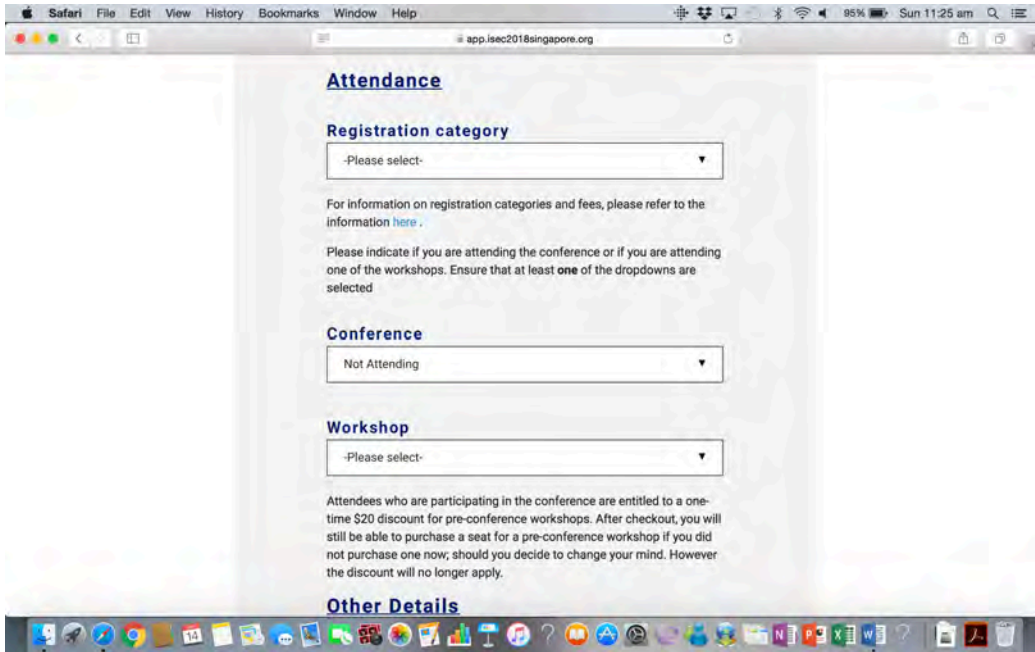 Safari File Edit View History Bookmarks Window Help 95% Sun 11:25 am
app.isec2018singapore.org
Attendance
Registration category
-Please select-
For information on registration categories and fees, please refer to the
information here .
Please indicate if you are attending the conference or if you are attending
one of the workshops. Ensure that at least one of the dropdowns are
selected
Conference
Not Attending
Workshop
-Please select-
Attendees who are participating in the conference are entitled to a one-
time $20 discount for pre-conference workshops. After checkout, you will
still be able to purchase a seat for a pre-conference workshop if you did
not purchase one now; should you decide to change your mind. However
the discount will no longer apply.
Other Details
14